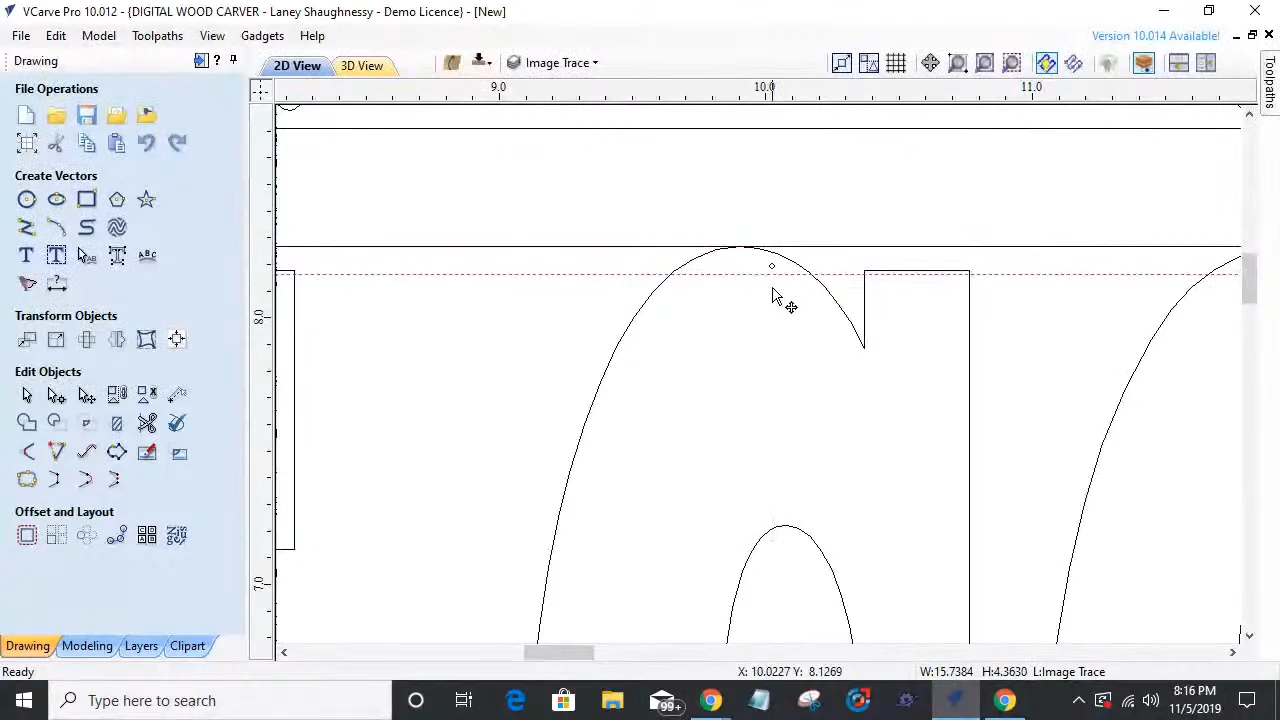 VCarve Pro 10.012 - {DIGITAL WOOD CARVER - Laney Shaughnessy - Demo Licence} - [New]
File Edit Model Toolpaths View Gadgets Help
Version 10.014 Available!
Drawing
?
2D View
3D View
Image Trace
File Operations
Create Vectors
Transform Objects
Edit Objects
Offset and Layout
9.0 10.0 11.0
8.0
7.0
Toolpaths
Drawing Modeling Layers Clipart
Ready
X: 10.0227 Y: 8.1269
W:15.7384 H:4.3630 L:Image Trace
Type here to search
99+
8:16 PM
11/5/2019